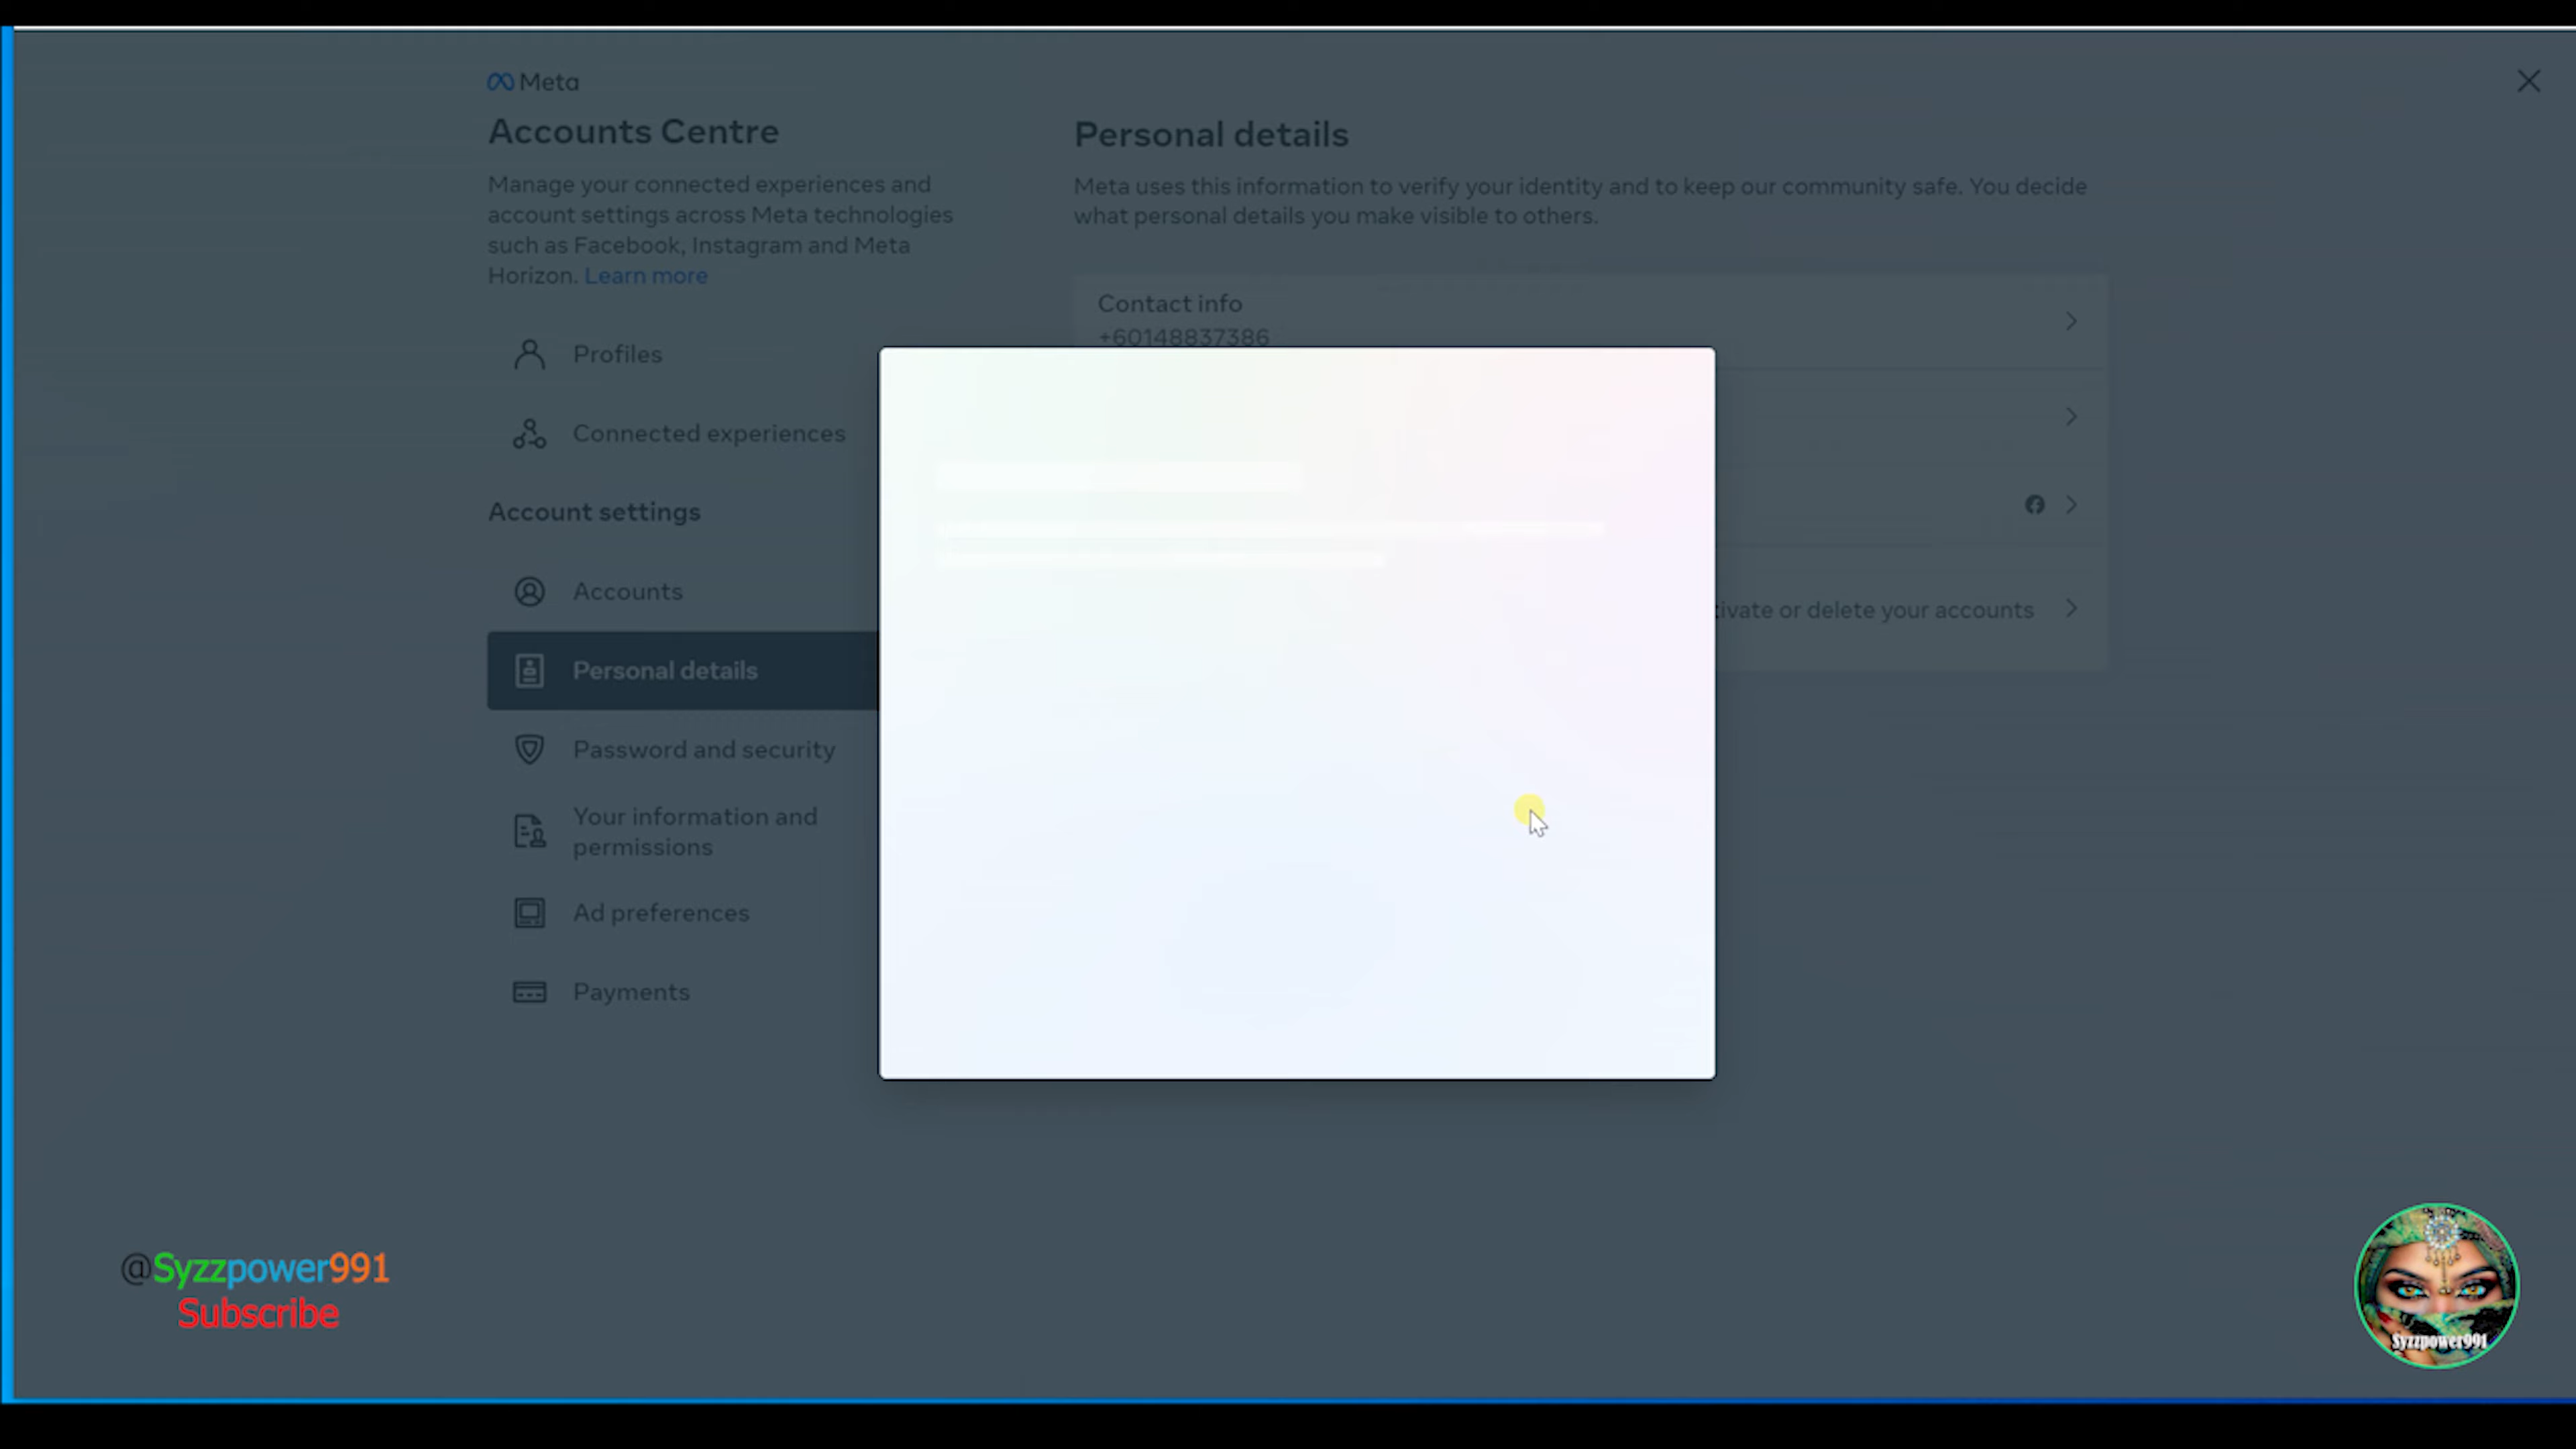 Meta
Accounts Centre
Manage your connected experiences and
account settings across Meta technologies
such as Facebook, Instagram and Meta
Horizon. Learn more
Profiles
Connected experiences
Account settings
Accounts
Personal details
Password and security
Your information and
permissions
Ad preferences
Payments
Personal details
Meta uses this information to verify your identity and to keep our community safe. You decide
what personal details you make visible to others.
Contact info
+60148837386
tivate or delete your accounts
@Syzzpower991
Subscribe
Syzzpower991